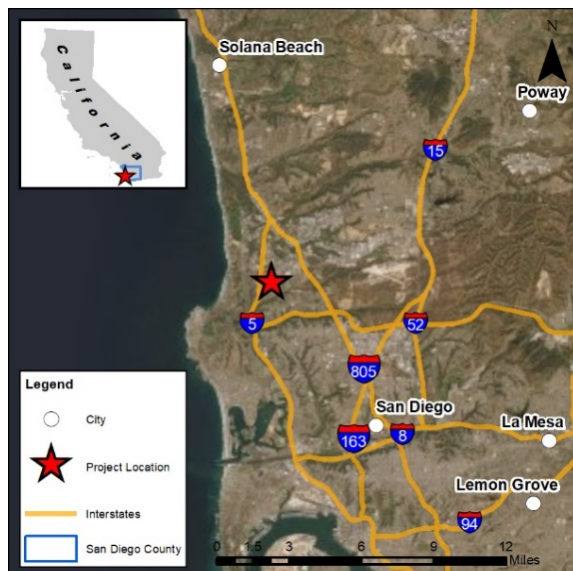 California
Solana Beach
N
Poway
15
5
52
805
San Diego
163
8
La Mesa
Lemon Grove
94
Legend
City
Project Location
Interstates
San Diego County
0 1.5 3 6 9 12
Miles